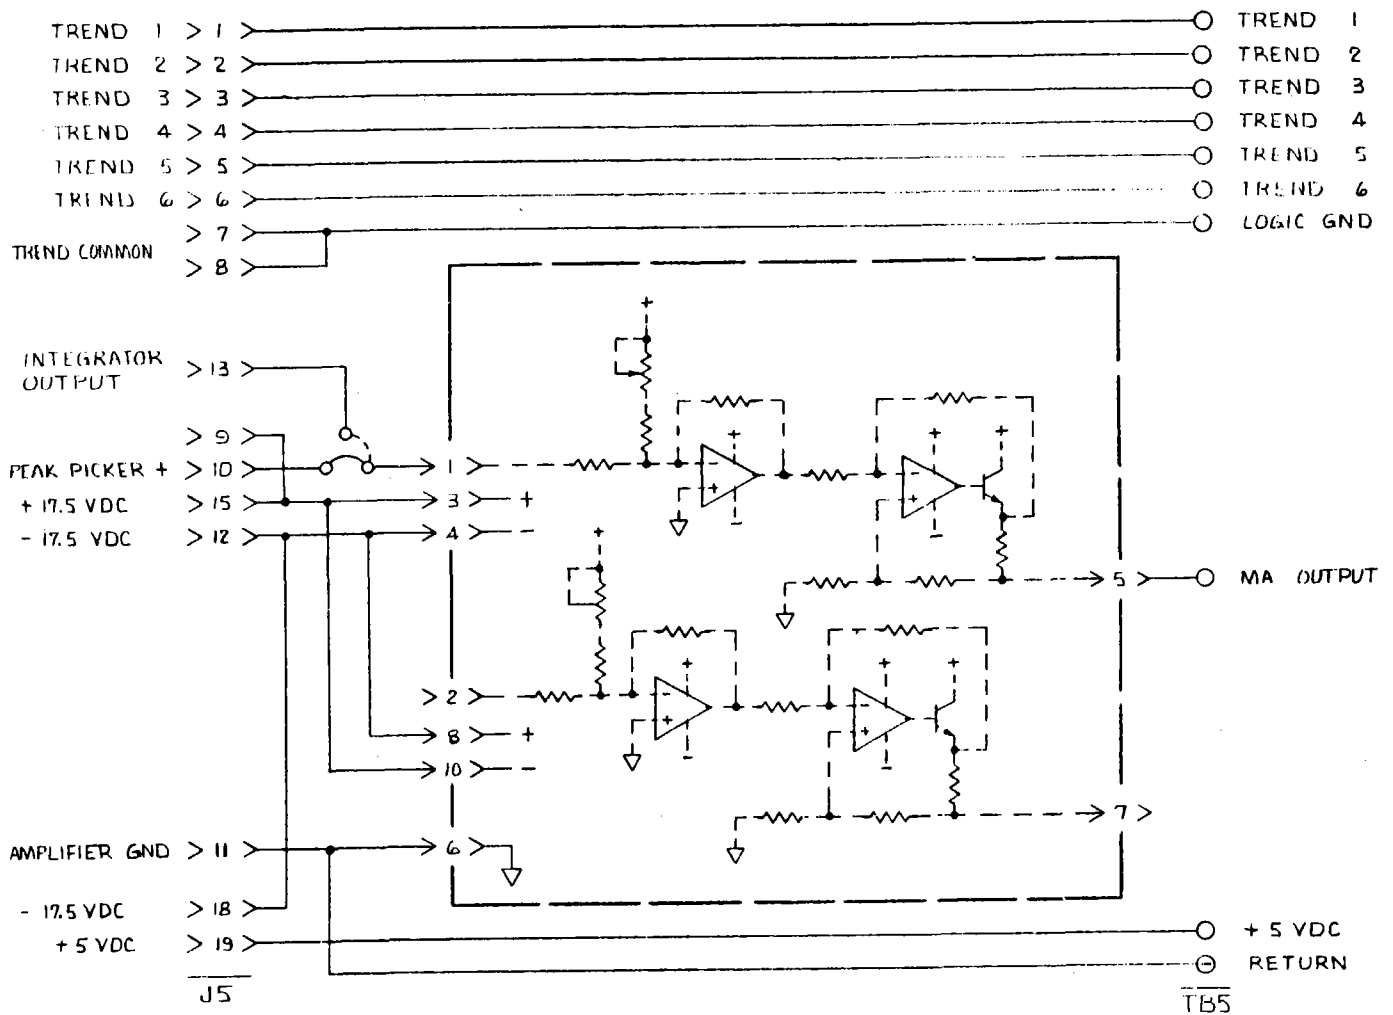 TREND 1 > 1 > TREND 1
TREND 2 > 2 > TREND 2
TREND 3 > 3 > TREND 3
TREND 4 > 4 > TREND 4
TREND 5 > 5 > TREND 5
TREND 6 > 6 > TREND 6
> 7 > LOGIC GND
TREND COMMON
> 8 >
INTEGRATOR
OUTPUT
> 13 >
> 9 >
PEAK PICKER + > 10 > 1
+ 17.5 VDC > 15 > 3 +
- 17.5 VDC > 12 > 4 -
5 MA OUTPUT
2
8 +
10 -
7
AMPLIFIER GND > 11 > 6
- 17.5 VDC > 18 >
+ 5 VDC > 19 > + 5 VDC
RETURN
J5
TB5